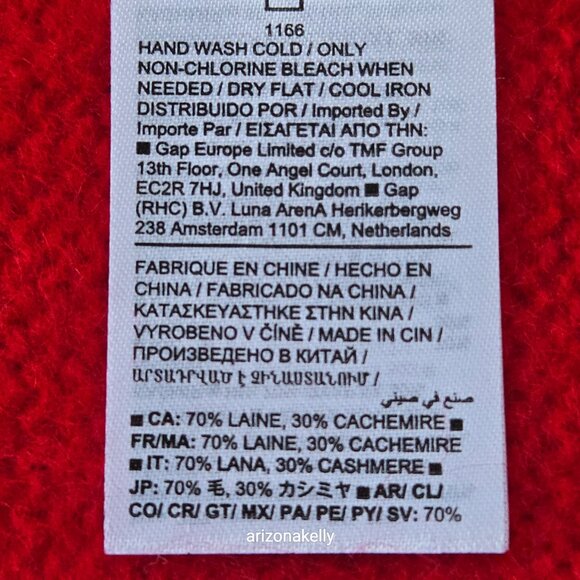 1166
HAND WASH COLD / ONLY
NON-CHLORINE BLEACH WHEN
NEEDED / DRY FLAT / COOL IRON
DISTRIBUIDO POR / Imported By /
Importe Par / ΕΙΣΑΓΕΤΑΙ ΑΠΟ ΤΗΝ:
■ Gap Europe Limited c/o TMF Group
13th Floor, One Angel Court, London,
EC2R 7HJ, United Kingdom ■ Gap
(RHC) B.V. Luna ArenA Herikerbergweg
238 Amsterdam 1101 CM, Netherlands
FABRIQUE EN CHINE / HECHO EN
CHINA / FABRICADO NA CHINA /
ΚΑΤΑΣΚΕΥΑΣΤΗΚΕ ΣΤΗΝ ΚΙΝΑ /
VYROBENO V ČÍNĚ / MADE IN CIN /
ПРОИЗВЕДЕНО В КИТАЙ /
ԱՐՏԱԴՐՎԱԾ Է ՉԻՆԱՍՏԱՆՈՒՄ /
صنع في صيني
■ CA: 70% LAINE, 30% CACHEMIRE ■
FR/MA: 70% LAINE, 30% CACHEMIRE
■ IT: 70% LANA, 30% CASHMERE ■
JP: 70% 毛, 30% カシミヤ ■ AR/ CL/
CO/ CR/ GT/ MX/ PA/ PE/ PY/ SV: 70%
arizonakelly